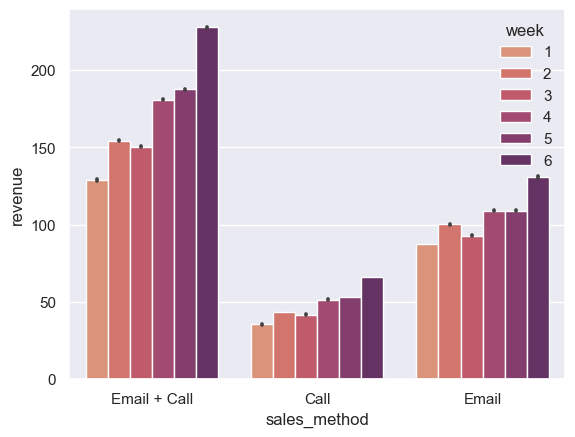 week
1
2
3
4
5
6
revenue
200
150
100
50
0
Email + Call
Call
Email
sales_method